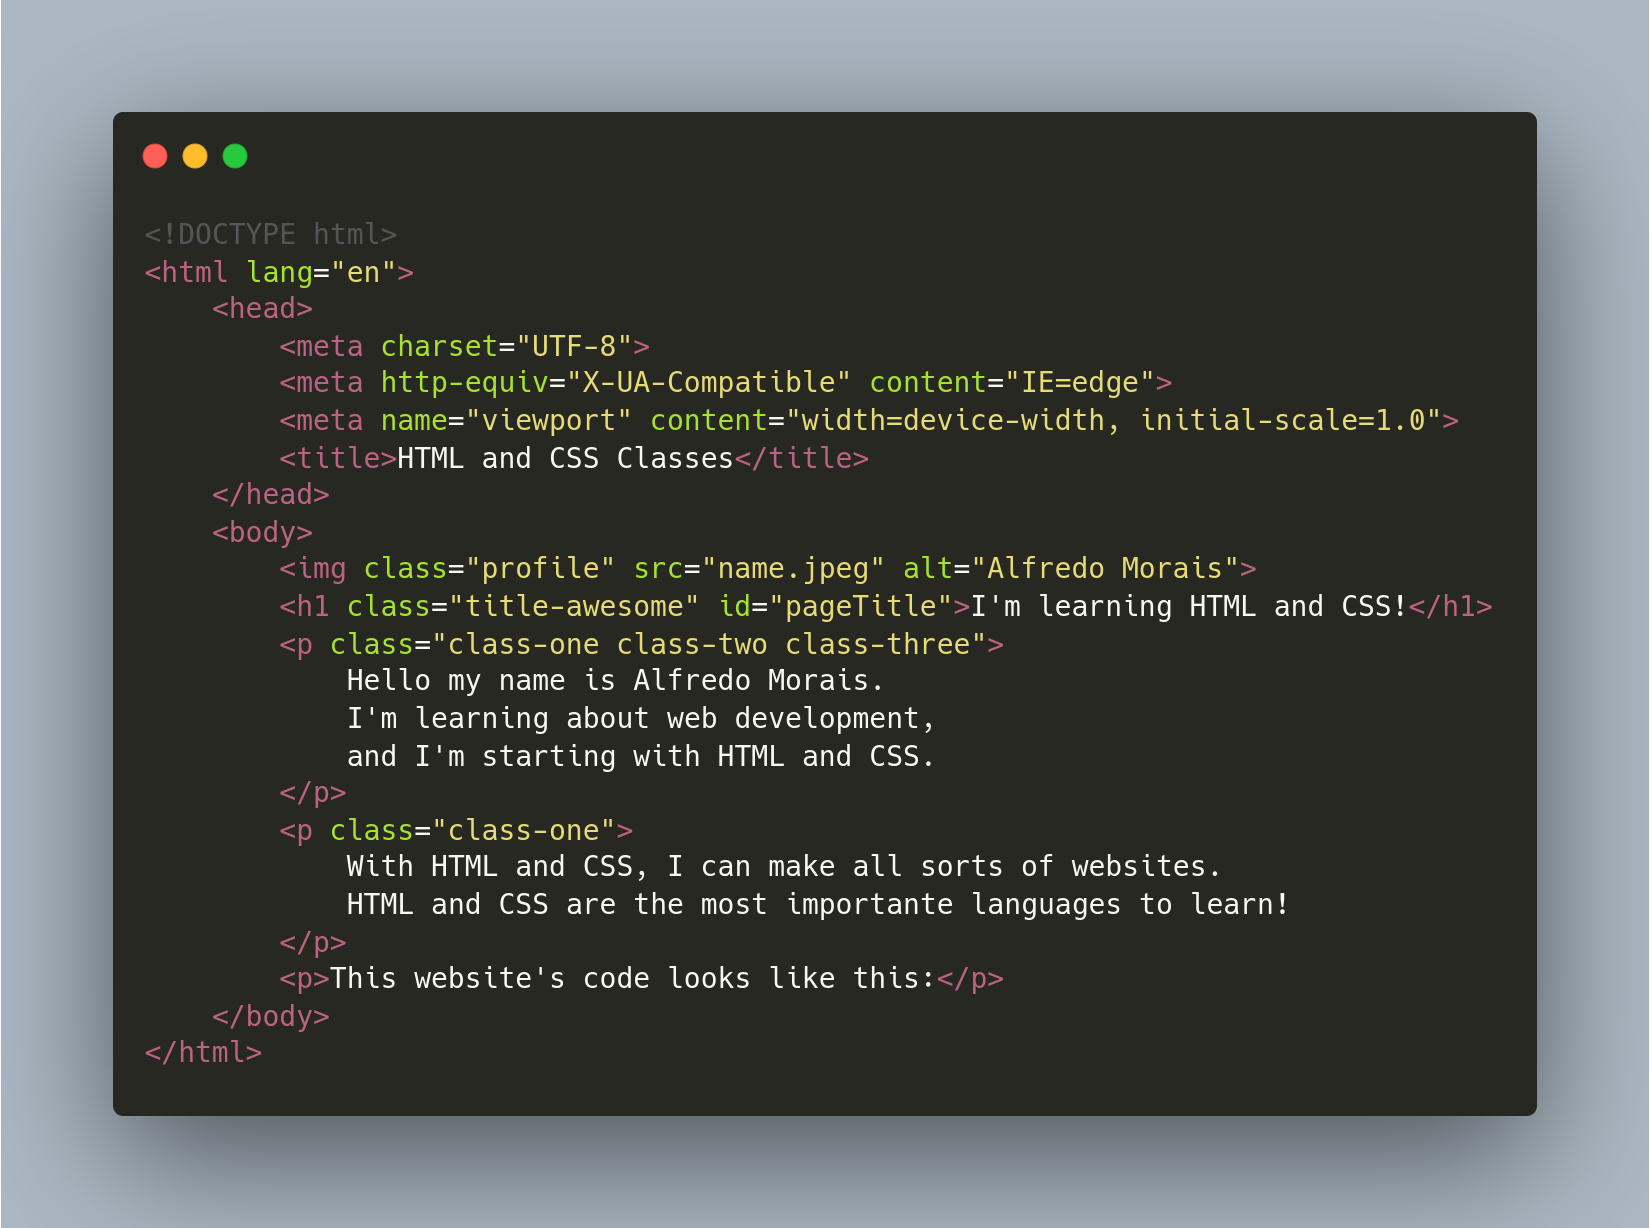 <!DOCTYPE html>
<html lang="en">
    <head>
        <meta charset="UTF-8">
        <meta http-equiv="X-UA-Compatible" content="IE=edge">
        <meta name="viewport" content="width=device-width, initial-scale=1.0">
        <title>HTML and CSS Classes</title>
    </head>
    <body>
        <img class="profile" src="name.jpeg" alt="Alfredo Morais">
        <h1 class="title-awesome" id="pageTitle">I'm learning HTML and CSS!</h1>
        <p class="class-one class-two class-three">
            Hello my name is Alfredo Morais.
            I'm learning about web development,
            and I'm starting with HTML and CSS.
        </p>
        <p class="class-one">
            With HTML and CSS, I can make all sorts of websites.
            HTML and CSS are the most importante languages to learn!
        </p>
        <p>This website's code looks like this:</p>
    </body>
</html>